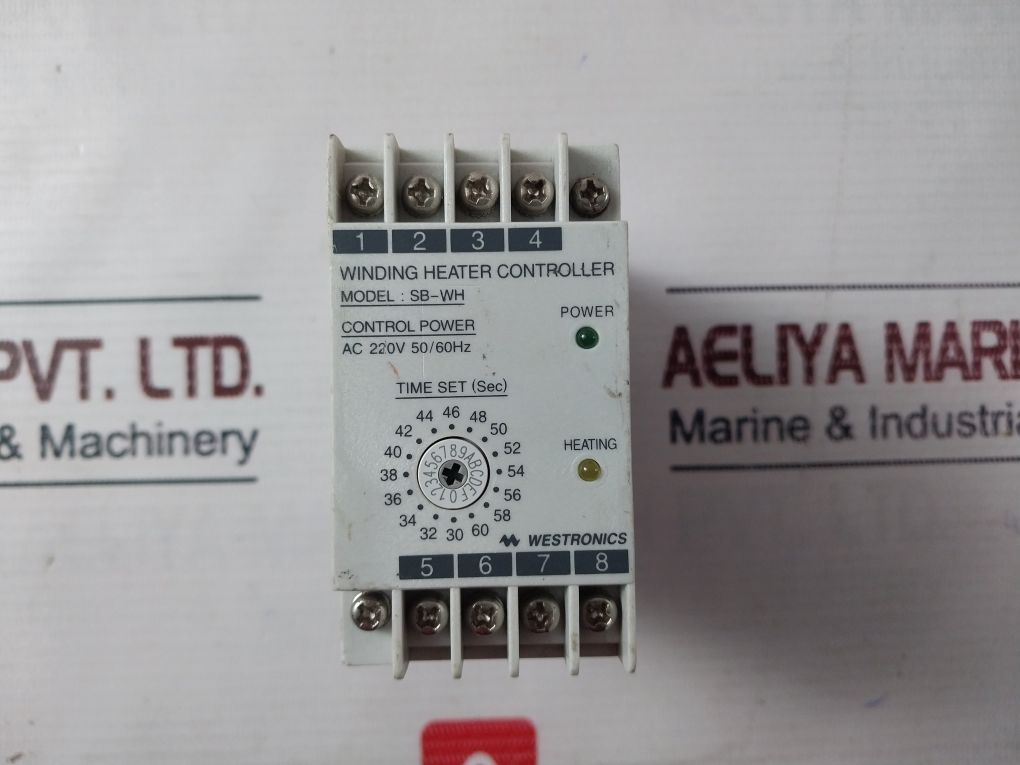 1 2 3 4
WINDING HEATER CONTROLLER
MODEL : SB-WH
POWER
CONTROL POWER
AC 220V 50/60Hz
TIME SET (Sec)
30 32 34 36 38 40 42 44 46 48 50 52 54 56 58 60
0123456789ABCDEF
HEATING
WESTRONICS
5 6 7 8
PVT. LTD.
& Machinery
AELIYA MARI
Marine & Industria